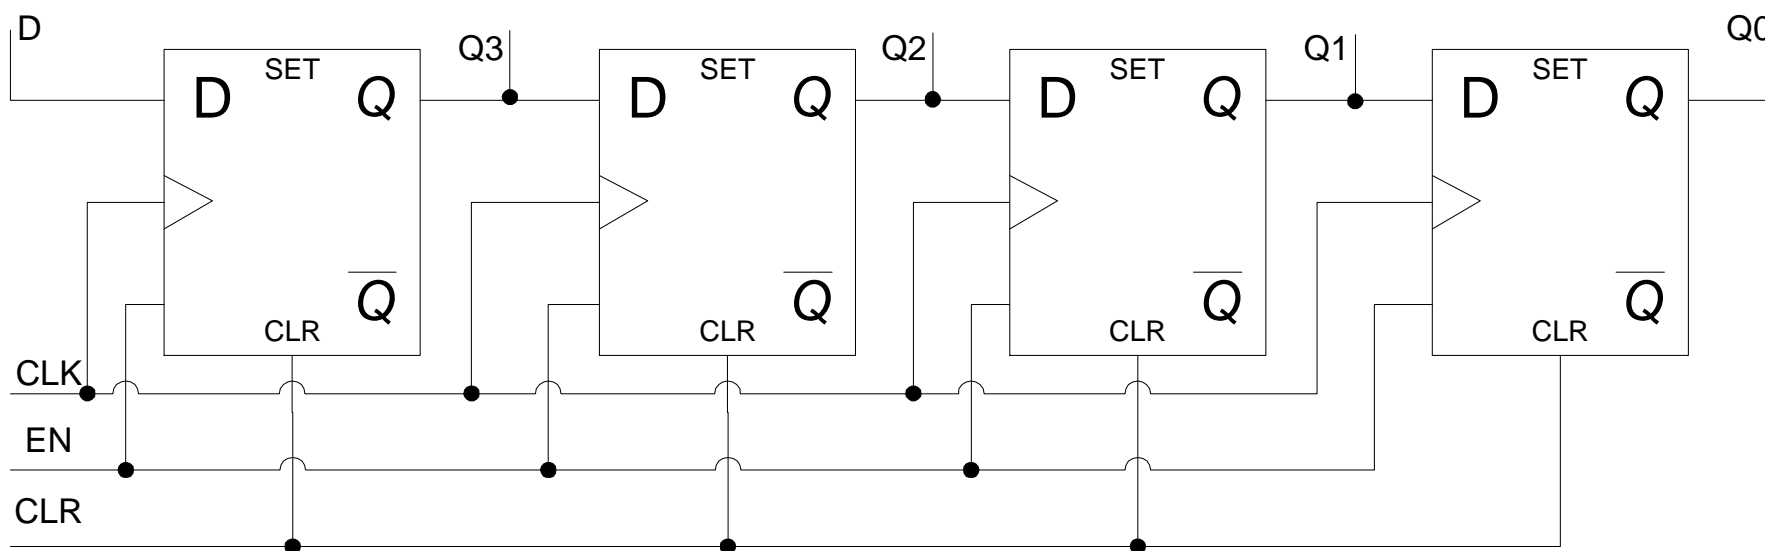 D
Q3
Q2
Q1
Q0
SET
SET
SET
SET
D Q
D Q
D Q
D Q
Q
Q
Q
Q
CLR
CLR
CLR
CLR
CLK
EN
CLR